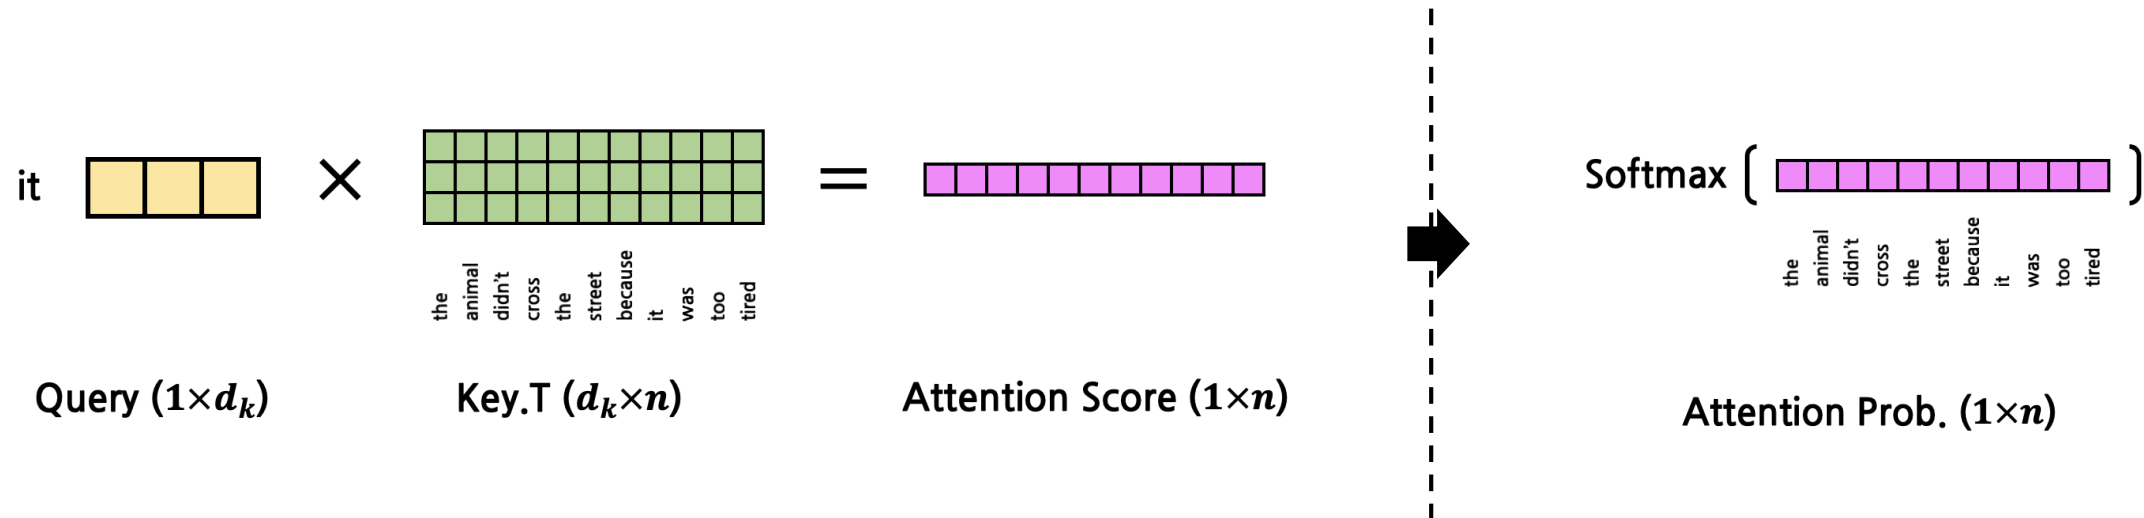 it
×
=
the animal didn't cross the street because it was too tired
Query (1×d_k)
Key.T (d_k×n)
Attention Score (1×n)
Softmax ( )
the animal didn't cross the street because it was too tired
Attention Prob. (1×n)